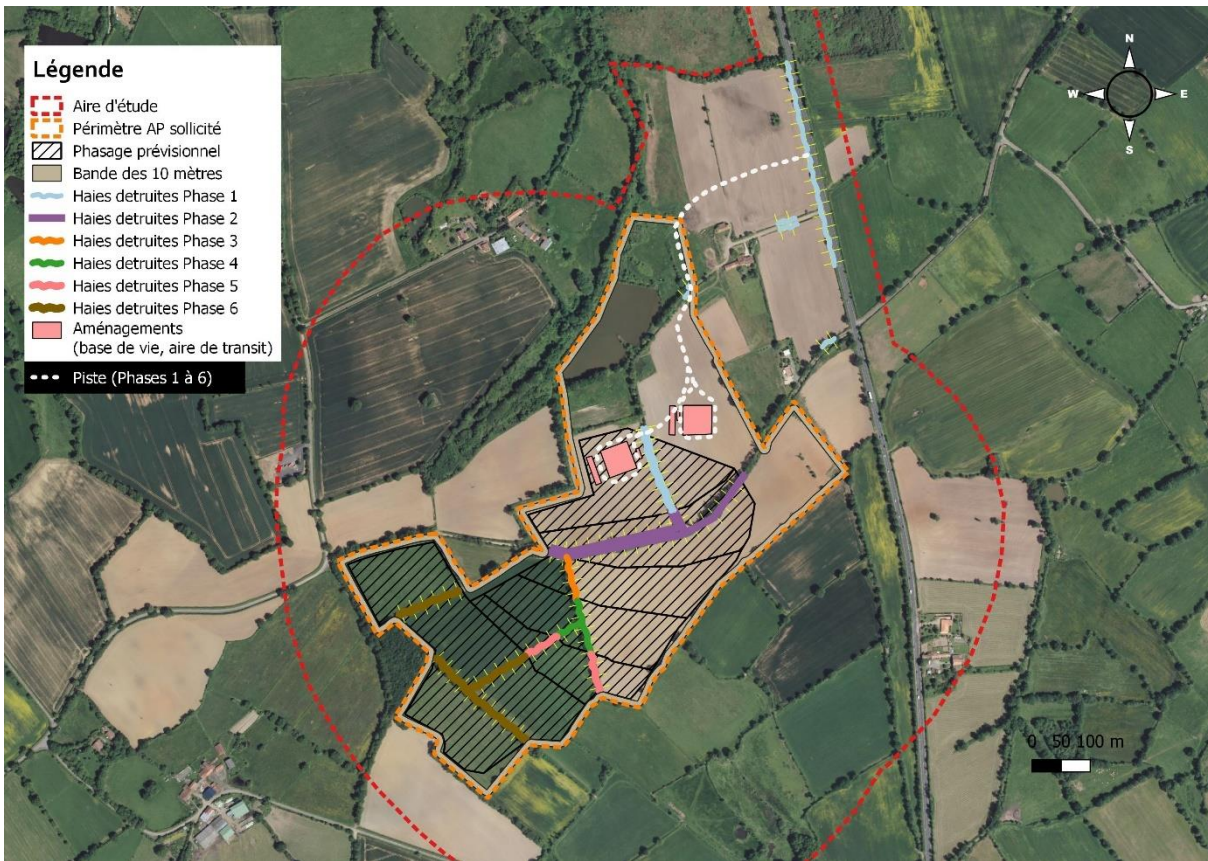 Légende
Aire d'étude
Périmètre AP sollicité
Phasage prévisionnel
Bande des 10 mètres
Haies detruites Phase 1
Haies detruites Phase 2
Haies detruites Phase 3
Haies detruites Phase 4
Haies detruites Phase 5
Haies detruites Phase 6
Aménagements
(base de vie, aire de transit)
Piste (Phases 1 à 6)
N
W E
S
0 50 100 m